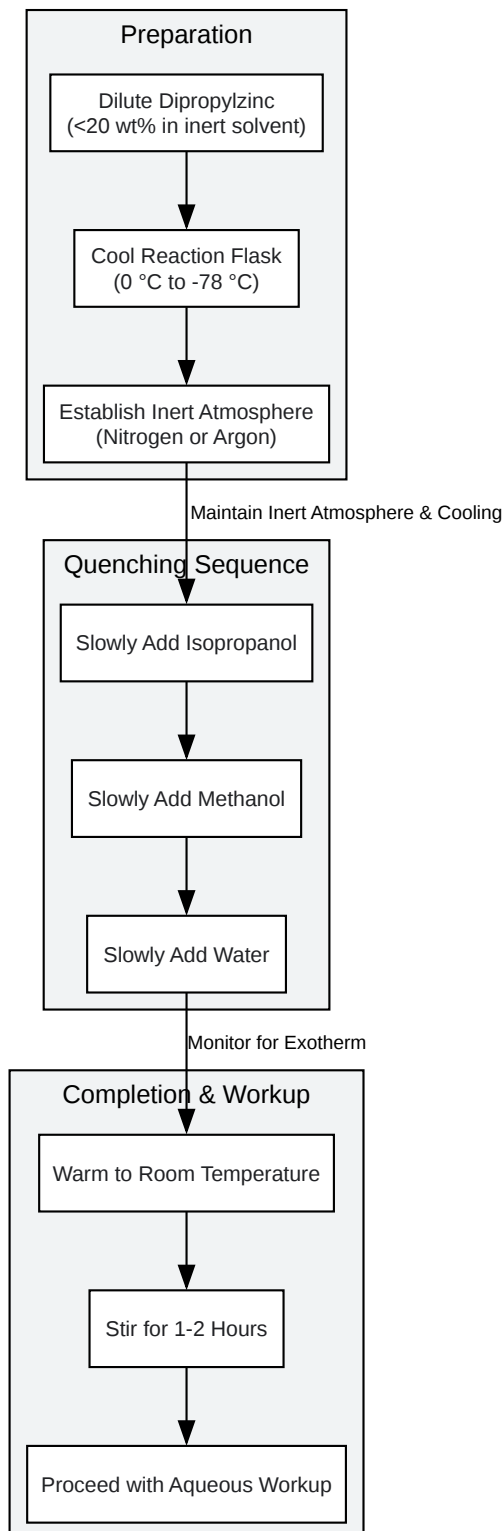 Preparation
Dilute Dipropylzinc
(<20 wt% in inert solvent)
Cool Reaction Flask
(0 °C to -78 °C)
Establish Inert Atmosphere
(Nitrogen or Argon)
Maintain Inert Atmosphere & Cooling
Quenching Sequence
Slowly Add Isopropanol
Slowly Add Methanol
Slowly Add Water
Monitor for Exotherm
Completion & Workup
Warm to Room Temperature
Stir for 1-2 Hours
Proceed with Aqueous Workup